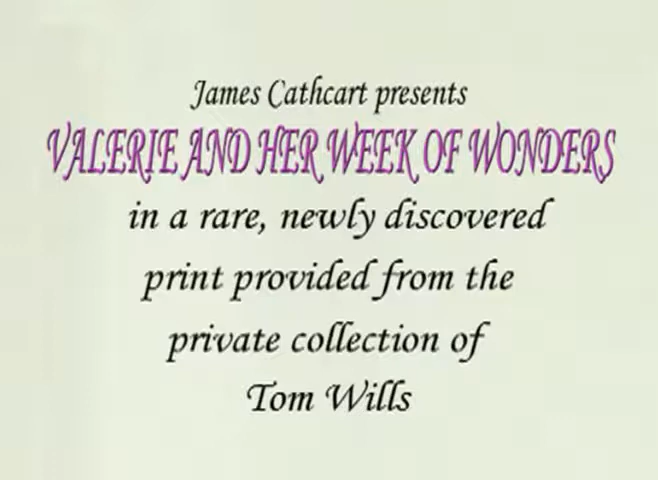 James Cathcart presents
VALERIE AND HER WEEK OF WONDERS
in a rare, newly discovered
print provided from the
private collection of
Tom Wills